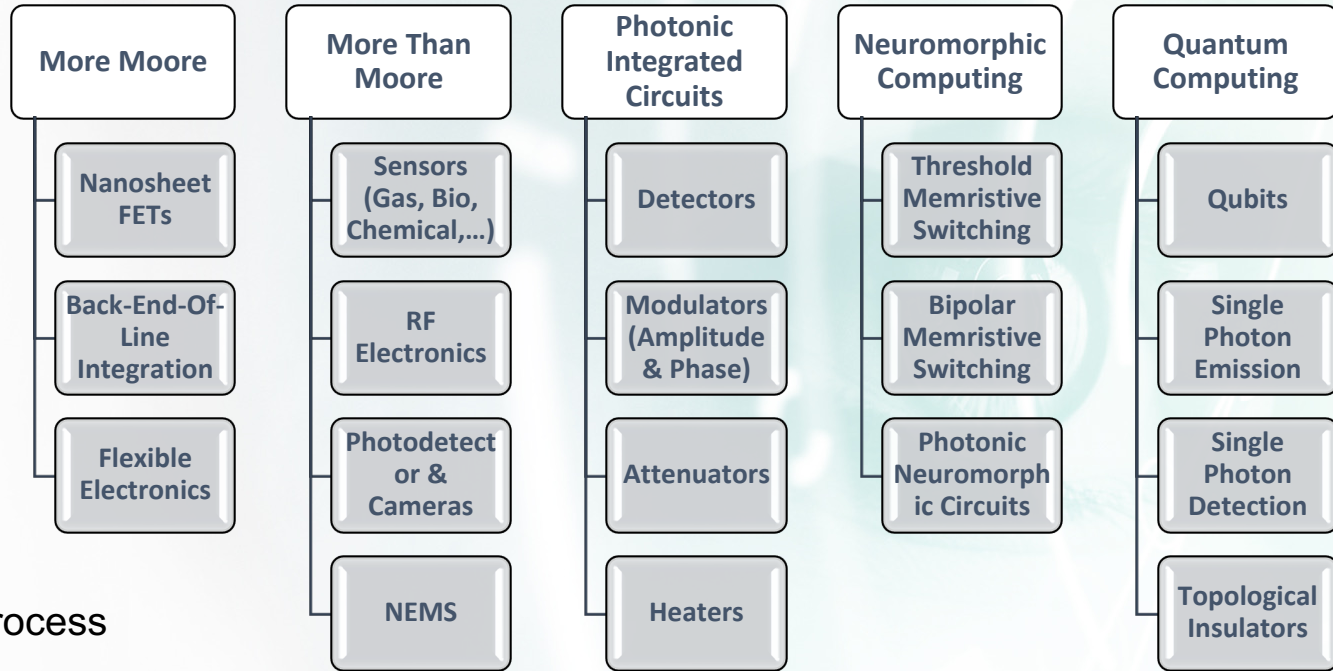 More Moore
Nanosheet
FETs
Back-End-Of-
Line
Integration
Flexible
Electronics
More Than
Moore
Sensors
(Gas, Bio,
Chemical,...)
RF
Electronics
Photodetect
or &
Cameras
NEMS
Photonic
Integrated
Circuits
Detectors
Modulators
(Amplitude
& Phase)
Attenuators
Heaters
Neuromorphic
Computing
Threshold
Memristive
Switching
Bipolar
Memristive
Switching
Photonic
Neuromorph
ic Circuits
Quantum
Computing
Qubits
Single
Photon
Emission
Single
Photon
Detection
Topological
Insulators
rocess